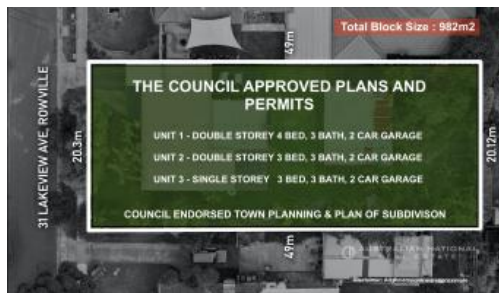 Total Block Size : 982m2
49m
THE COUNCIL APPROVED PLANS AND
PERMITS
UNIT 1 - DOUBLE STOREY 4 BED, 3 BATH, 2 CAR GARAGE
UNIT 2 - DOUBLE STOREY 3 BED, 3 BATH, 2 CAR GARAGE
UNIT 3 - SINGLE STOREY 3 BED, 3 BATH, 2 CAR GARAGE
COUNCIL ENDORSED TOWN PLANNING & PLAN OF SUBDIVISON
31 LAKEVIEW AVE, ROWVILLE
20.3m
20.12m
49m
AUSTRALIAN NATIONAL
REAL ESTATE